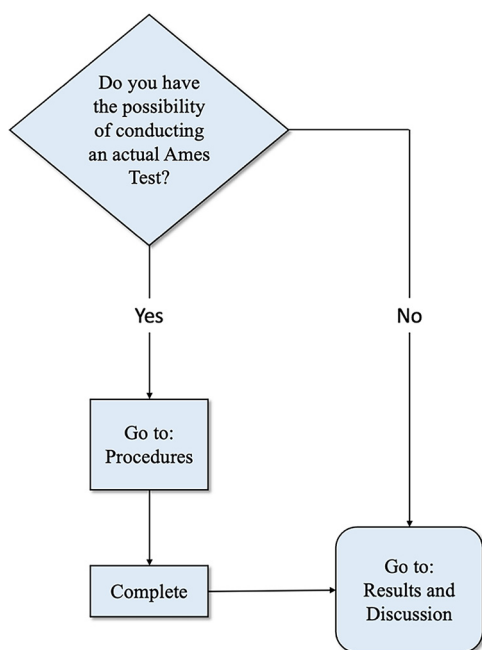 Do you have
the possibility
of conducting
an actual Ames
Test?
Yes
No
Go to:
Procedures
Complete
Go to:
Results and
Discussion